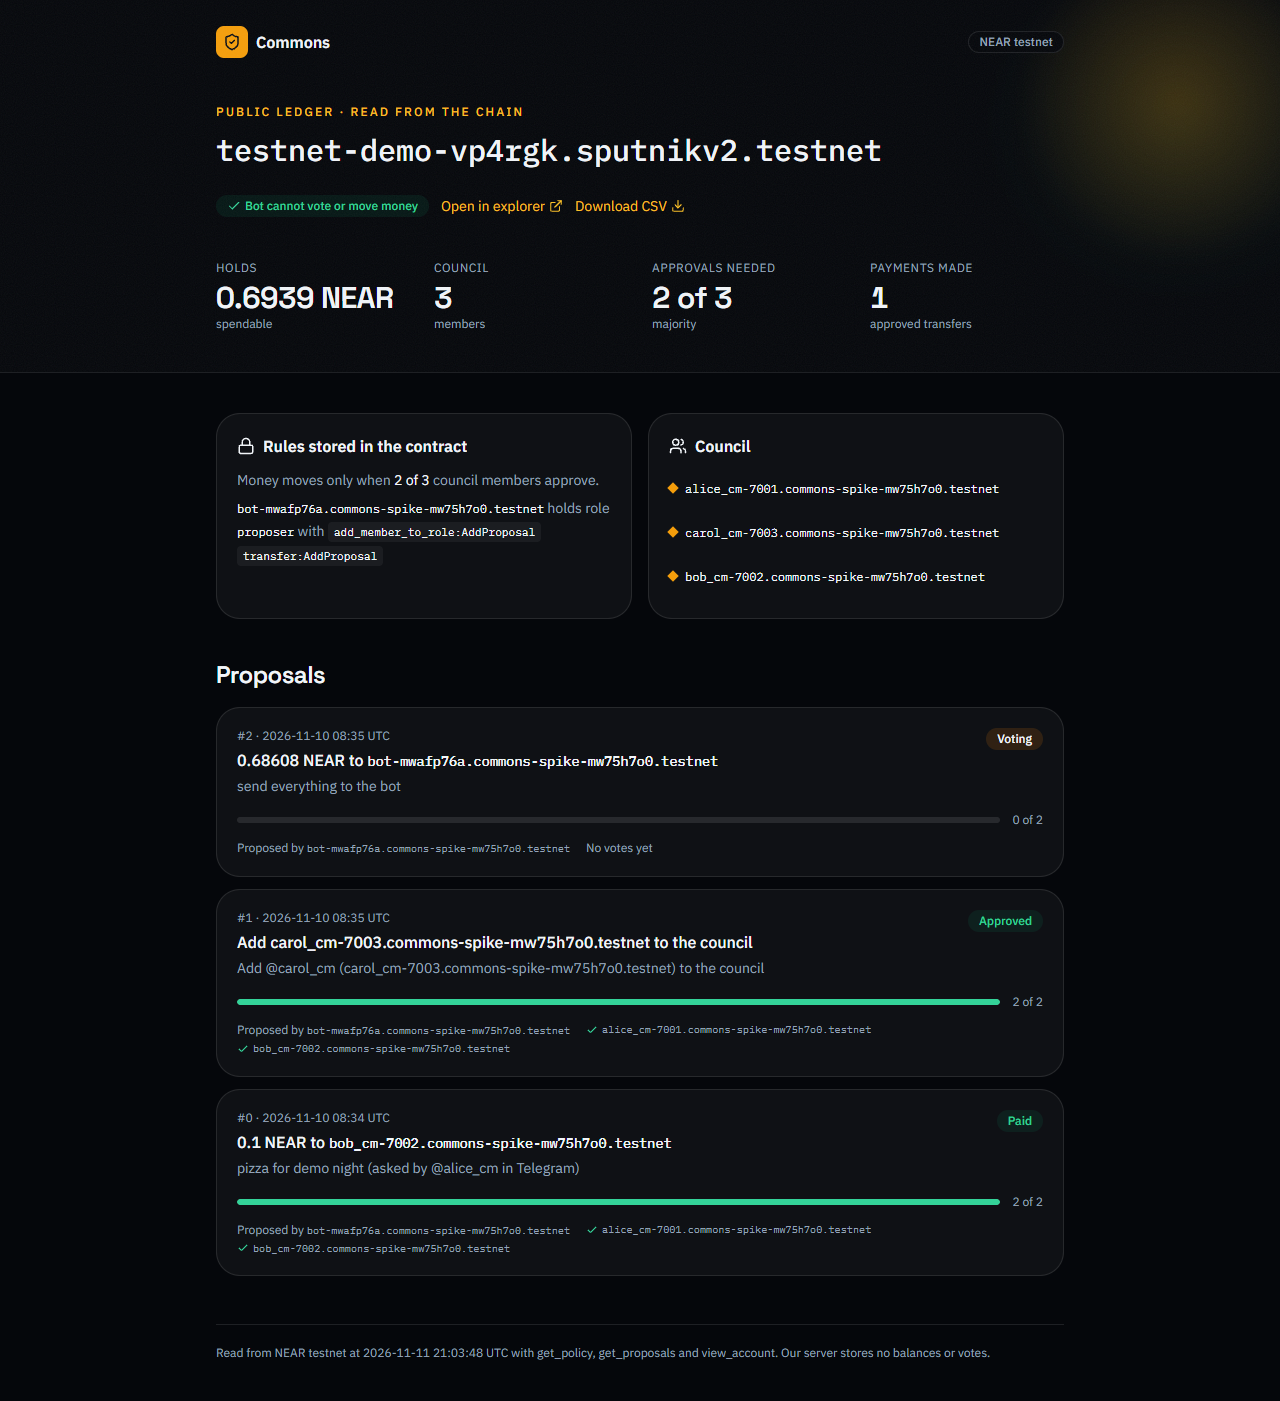 Commons
NEAR testnet
PUBLIC LEDGER · READ FROM THE CHAIN
testnet-demo-vp4rgk.sputnikv2.testnet
Bot cannot vote or move money
Open in explorer
Download CSV
HOLDS
0.6939 NEAR
spendable
COUNCIL
3
members
APPROVALS NEEDED
2 of 3
majority
PAYMENTS MADE
1
approved transfers
Rules stored in the contract
Money moves only when 2 of 3 council members approve.
bot-mwafp76a.commons-spike-mw75h7o0.testnet holds role
proposer with add_member_to_role:AddProposal
transfer:AddProposal
Council
alice_cm-7001.commons-spike-mw75h7o0.testnet
carol_cm-7003.commons-spike-mw75h7o0.testnet
bob_cm-7002.commons-spike-mw75h7o0.testnet
Proposals
#2 · 2026-11-10 08:35 UTC
Voting
0.68608 NEAR to bot-mwafp76a.commons-spike-mw75h7o0.testnet
send everything to the bot
0 of 2
Proposed by bot-mwafp76a.commons-spike-mw75h7o0.testnet No votes yet
#1 · 2026-11-10 08:35 UTC
Approved
Add carol_cm-7003.commons-spike-mw75h7o0.testnet to the council
Add @carol_cm (carol_cm-7003.commons-spike-mw75h7o0.testnet) to the council
2 of 2
Proposed by bot-mwafp76a.commons-spike-mw75h7o0.testnet alice_cm-7001.commons-spike-mw75h7o0.testnet
bob_cm-7002.commons-spike-mw75h7o0.testnet
#0 · 2026-11-10 08:34 UTC
Paid
0.1 NEAR to bob_cm-7002.commons-spike-mw75h7o0.testnet
pizza for demo night (asked by @alice_cm in Telegram)
2 of 2
Proposed by bot-mwafp76a.commons-spike-mw75h7o0.testnet alice_cm-7001.commons-spike-mw75h7o0.testnet
bob_cm-7002.commons-spike-mw75h7o0.testnet
Read from NEAR testnet at 2026-11-11 21:03:48 UTC with get_policy, get_proposals and view_account. Our server stores no balances or votes.